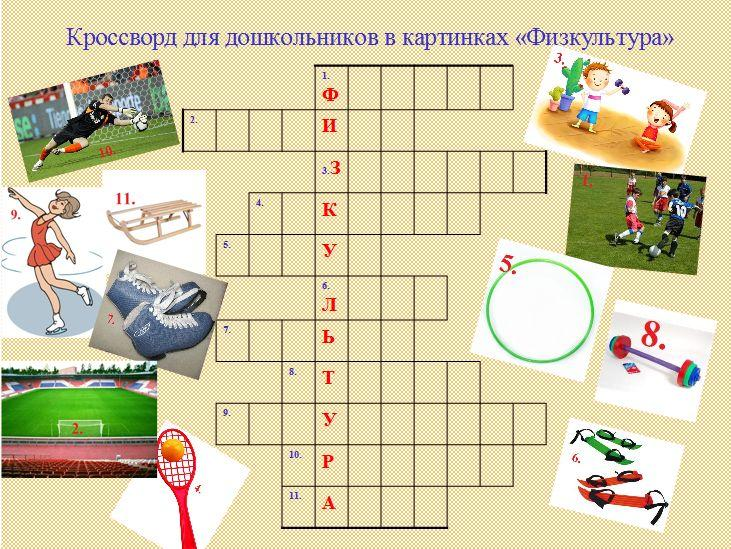 Кроссворд для дошкольников в картинках «Физкультура»
3.
1.
Ф
10.
2.
И
3. З
1.
11.
4.
К
9.
5.
У
5.
6.
Л
7.
7.
Ь
8.
8.
Т
9.
У
2.
10.
Р
6.
4.
11.
А